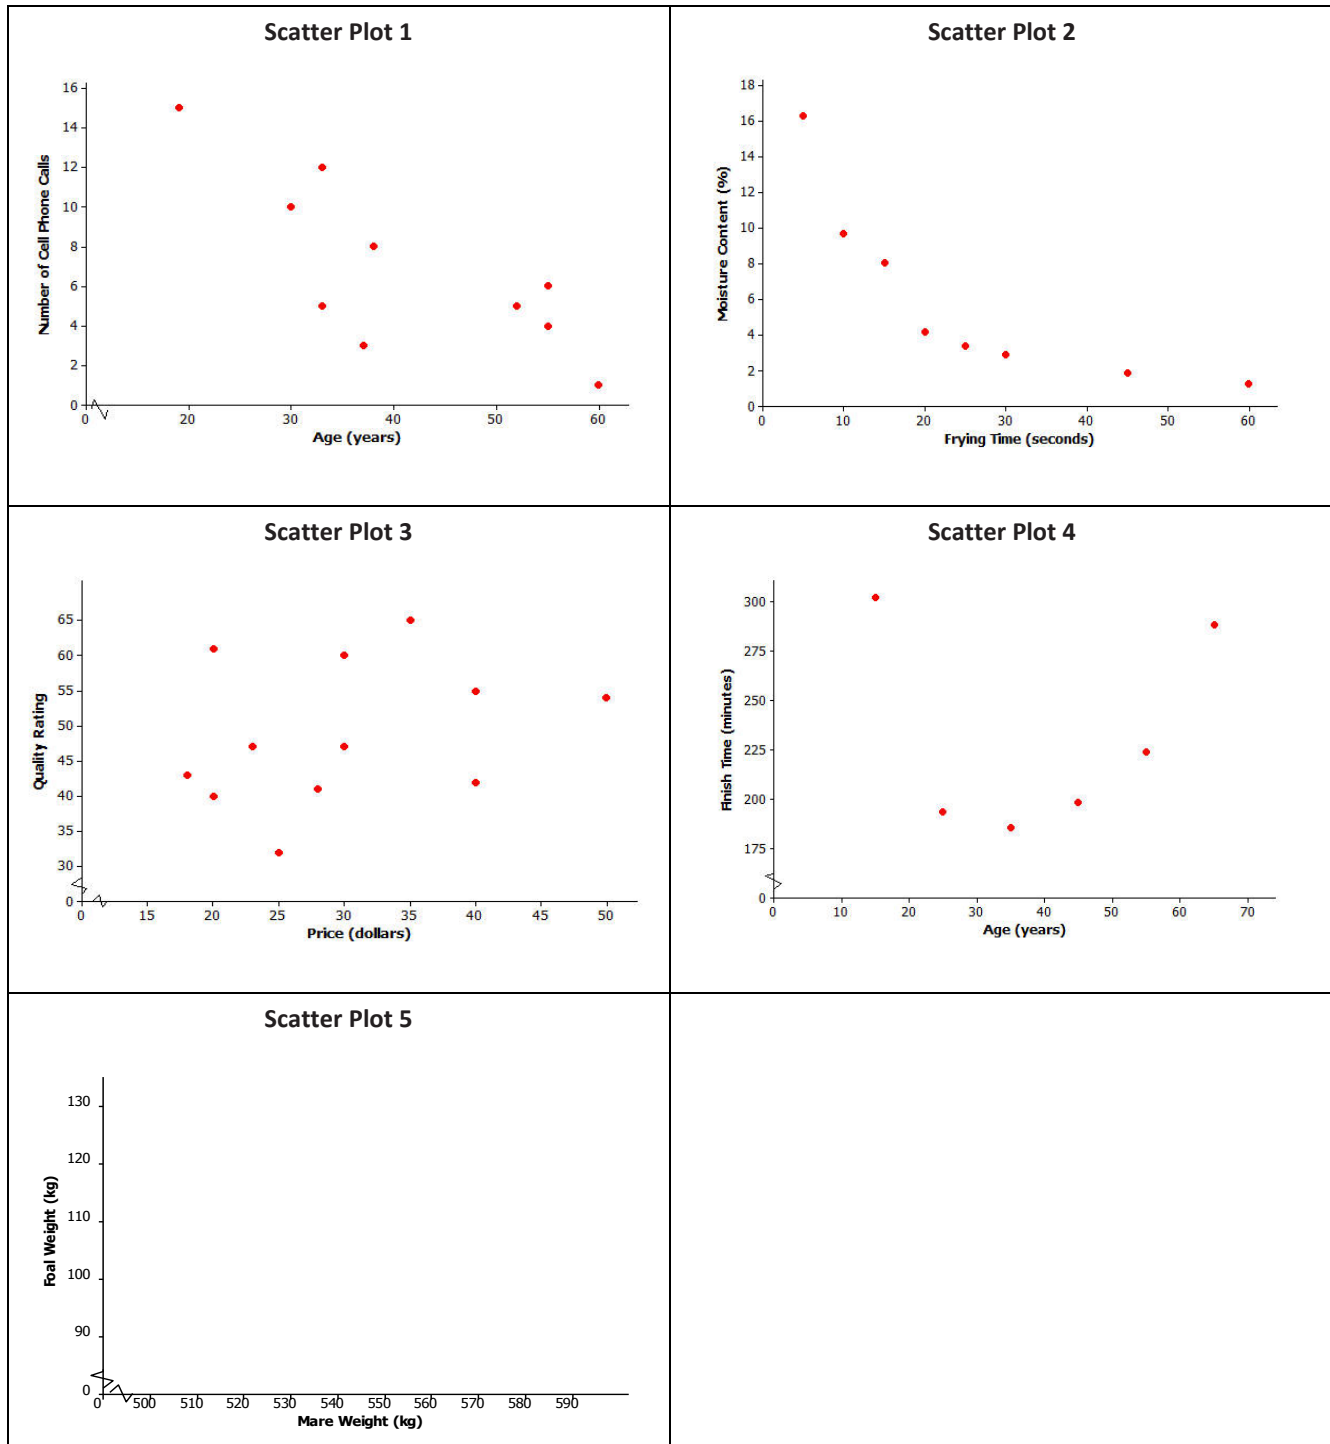 Scatter Plot 1
Number of Cell Phone Calls
16
14
12
10
8
6
4
2
0
0 20 30 40 50 60
Age (years)
Scatter Plot 2
Moisture Content (%)
18
16
14
12
10
8
6
4
2
0
0 10 20 30 40 50 60
Frying Time (seconds)
Scatter Plot 3
Quality Rating
65
60
55
50
45
40
35
30
0
0 15 20 25 30 35 40 45 50
Price (dollars)
Scatter Plot 4
Finish Time (minutes)
300
275
250
225
200
175
0
0 10 20 30 40 50 60 70
Age (years)
Scatter Plot 5
Foal Weight (kg)
130
120
110
100
90
0
0 500 510 520 530 540 550 560 570 580 590
Mare Weight (kg)